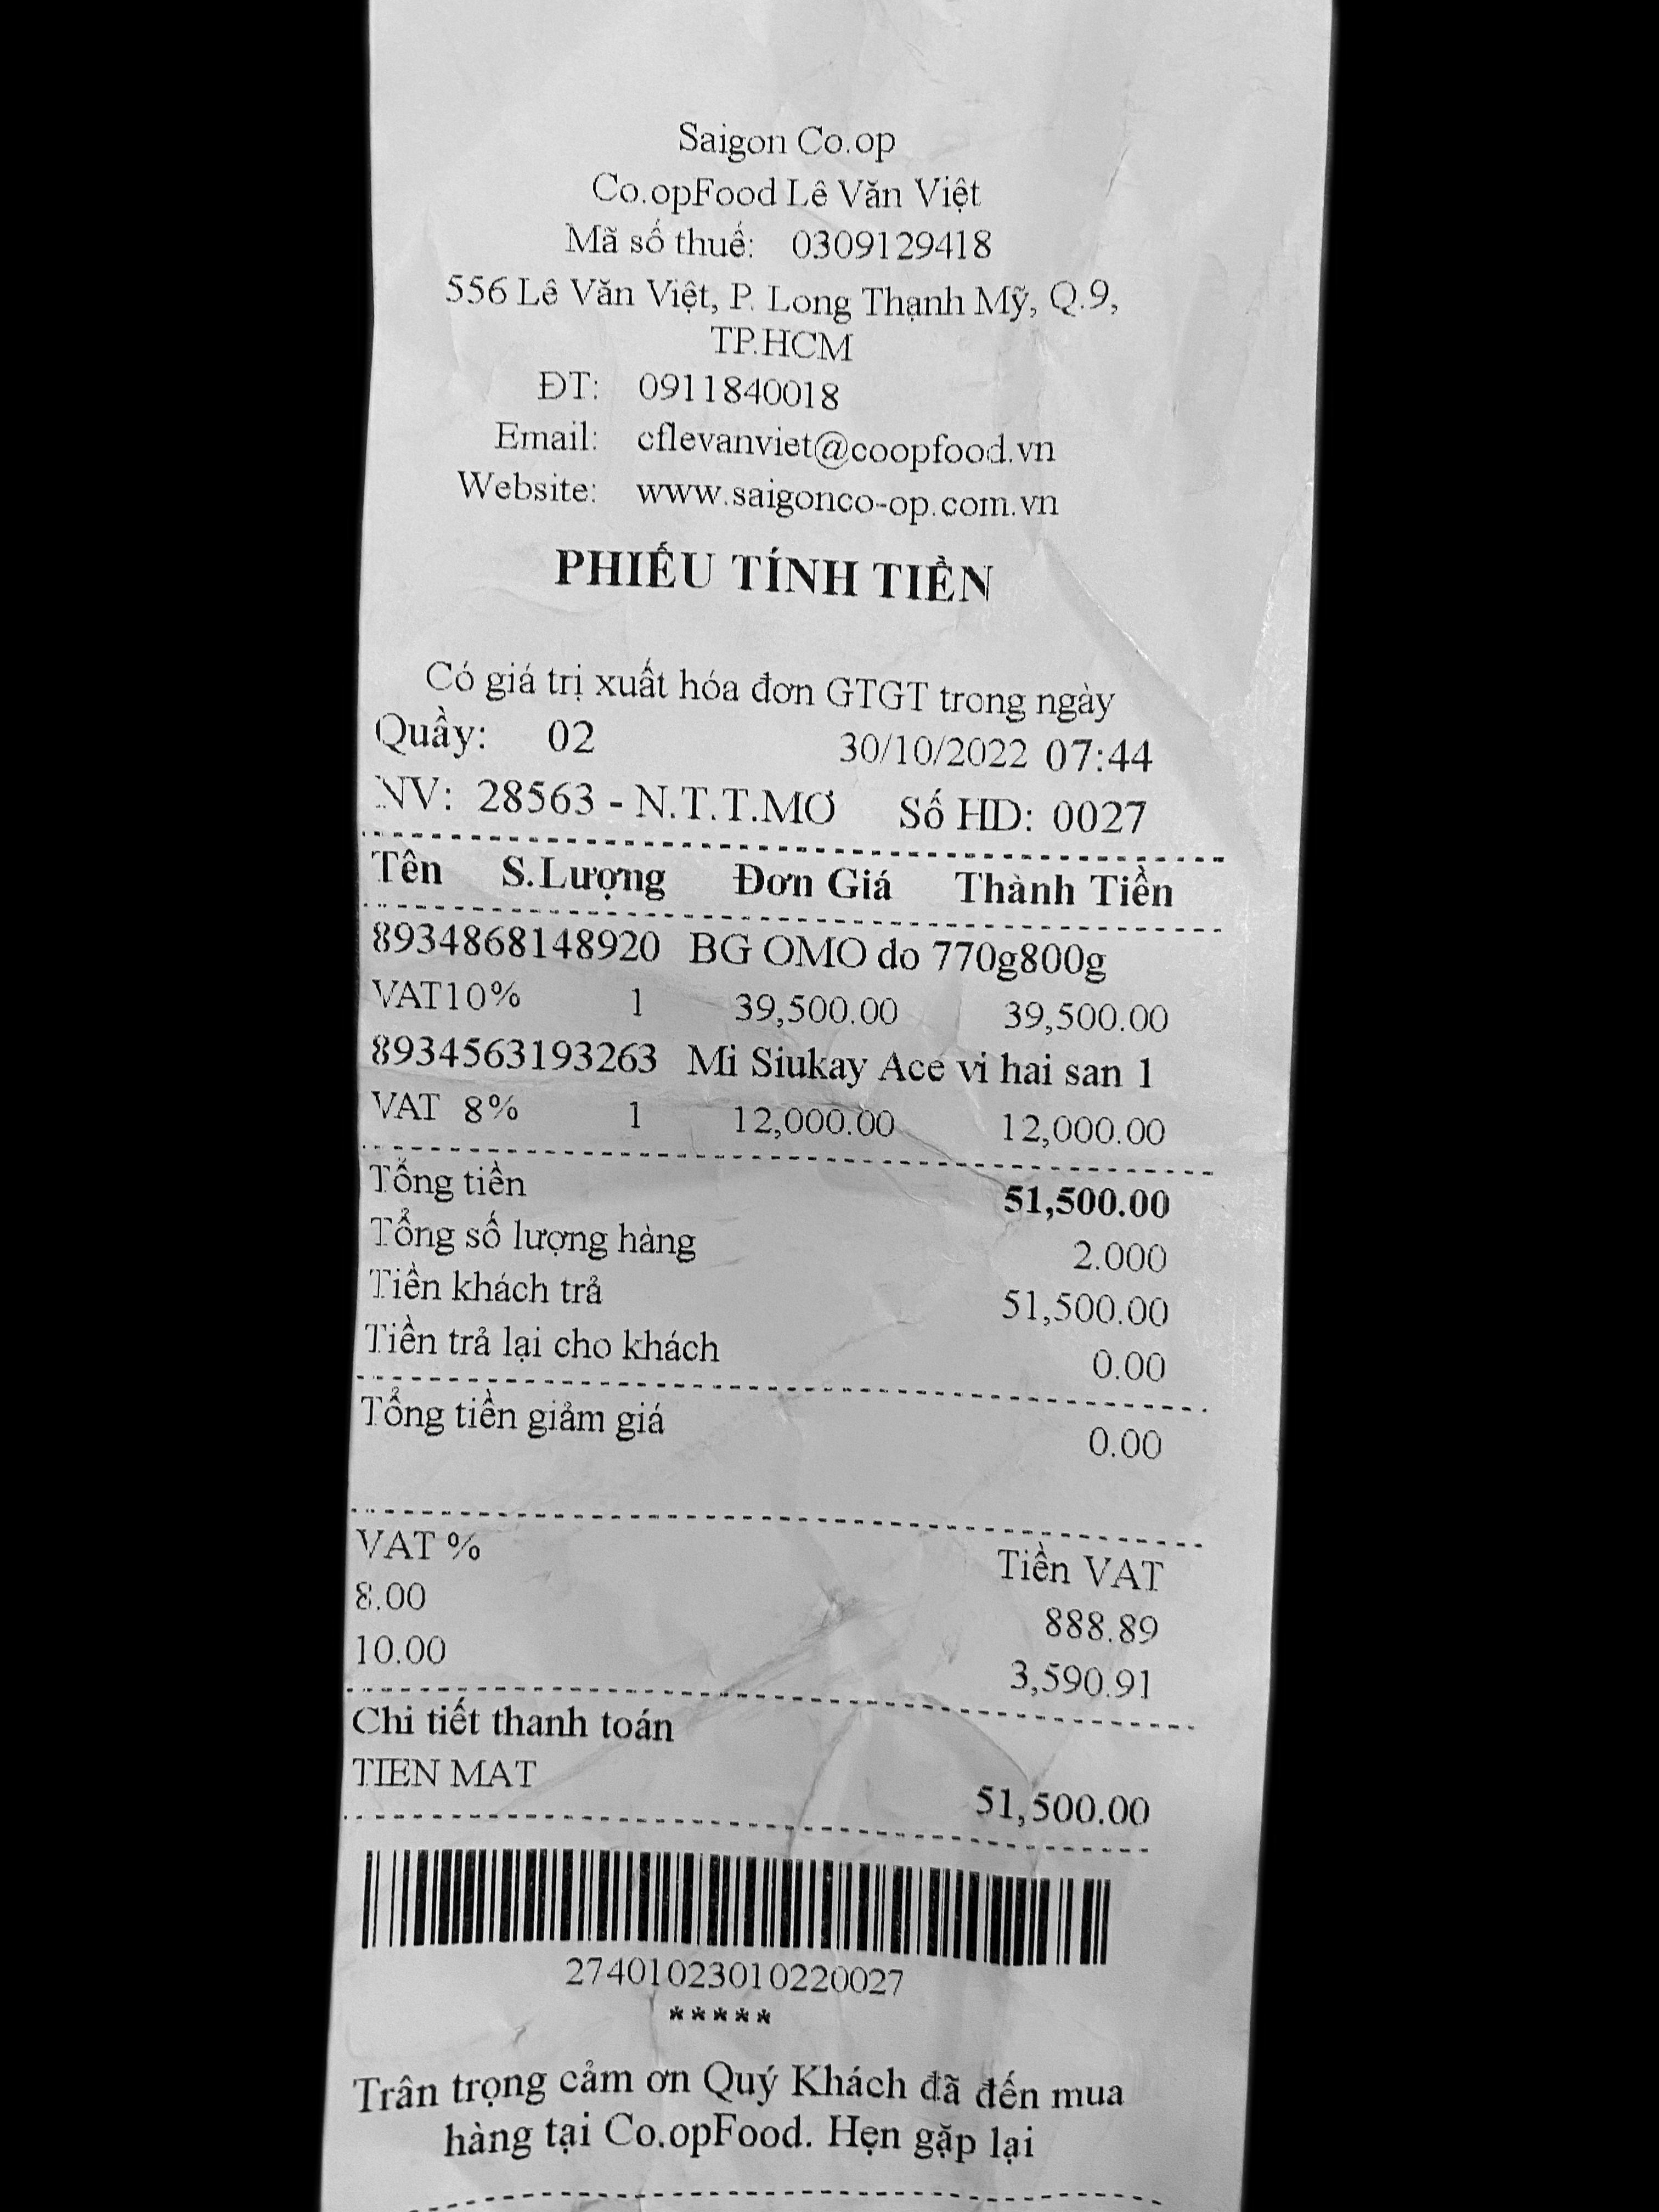 Saigon Co.op
Co.opFood Lê Văn Việt
Mã số thuế: 0309129418
556 Lê Văn Việt, P. Long Thạnh Mỹ, Q.9,
TP.HCM
ĐT: 0911840018
Email: cflevanviet@coopfood.vn
Website: www.saigonco-op.com.vn
PHIẾU TÍNH TIỀN
Có giá trị xuất hóa đơn GTGT trong ngày
Quầy: 02 30/10/2022 07:44
NV: 28563 - N.T.T.MƠ Số HD: 0027
Tên S.Lượng Đơn Giá Thành Tiền
8934868148920 BG OMO do 770g800g
VAT10% 1 39,500.00 39,500.00
8934563193263 Mi Siukay Ace vi hai san 1
VAT 8% 1 12,000.00 12,000.00
Tổng tiền 51,500.00
Tổng số lượng hàng 2.000
Tiền khách trả 51,500.00
Tiền trả lại cho khách 0.00
Tổng tiền giảm giá 0.00
VAT % Tiền VAT
8.00 888.89
10.00 3,590.91
Chi tiết thanh toán
TIEN MAT 51,500.00
27401023010220027
*****
Trân trọng cảm ơn Quý Khách đã đến mua
hàng tại Co.opFood. Hẹn gặp lại